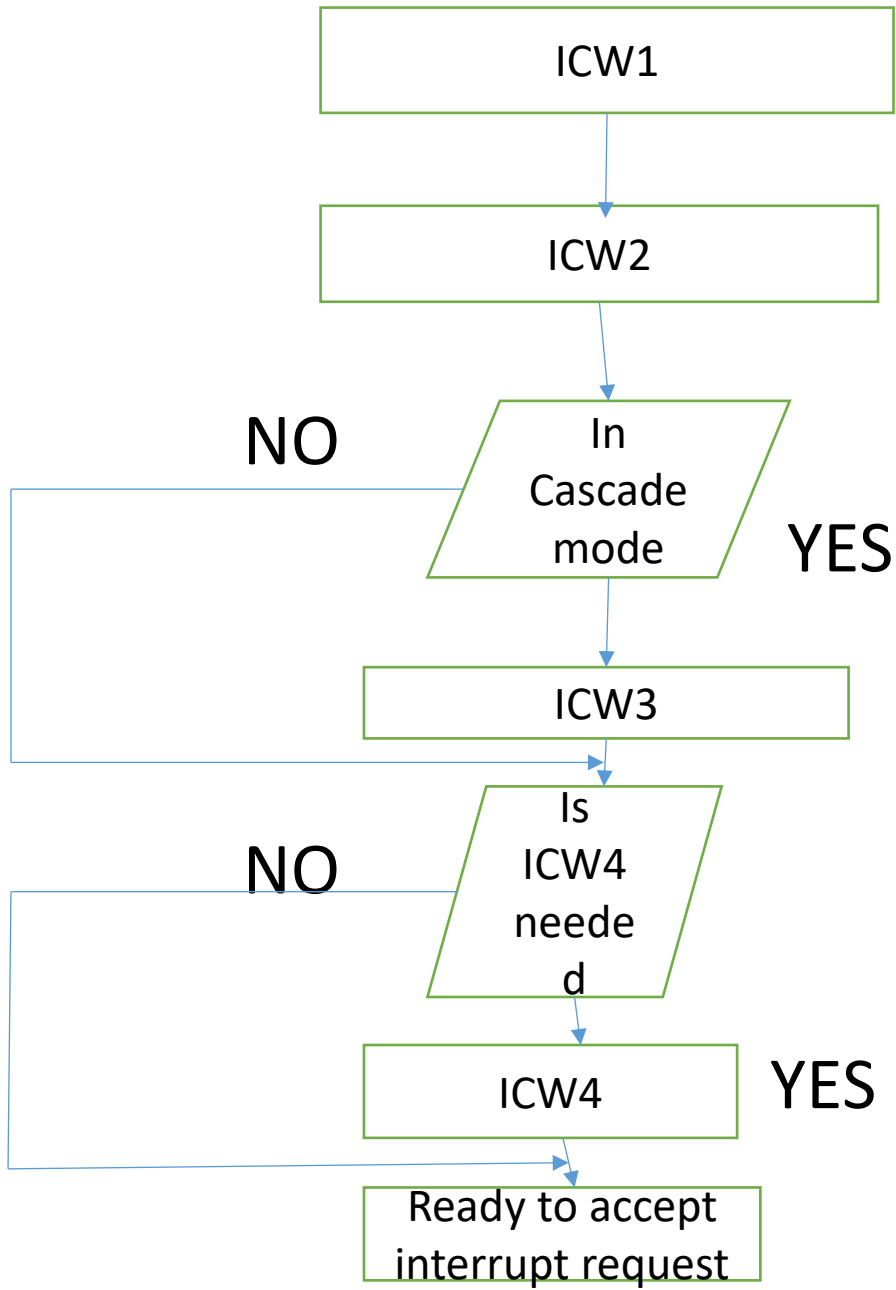 ICW1
ICW2
NO
In
Cascade
mode
YES
ICW3
NO
Is
ICW4
neede
d
ICW4
YES
Ready to accept
interrupt request